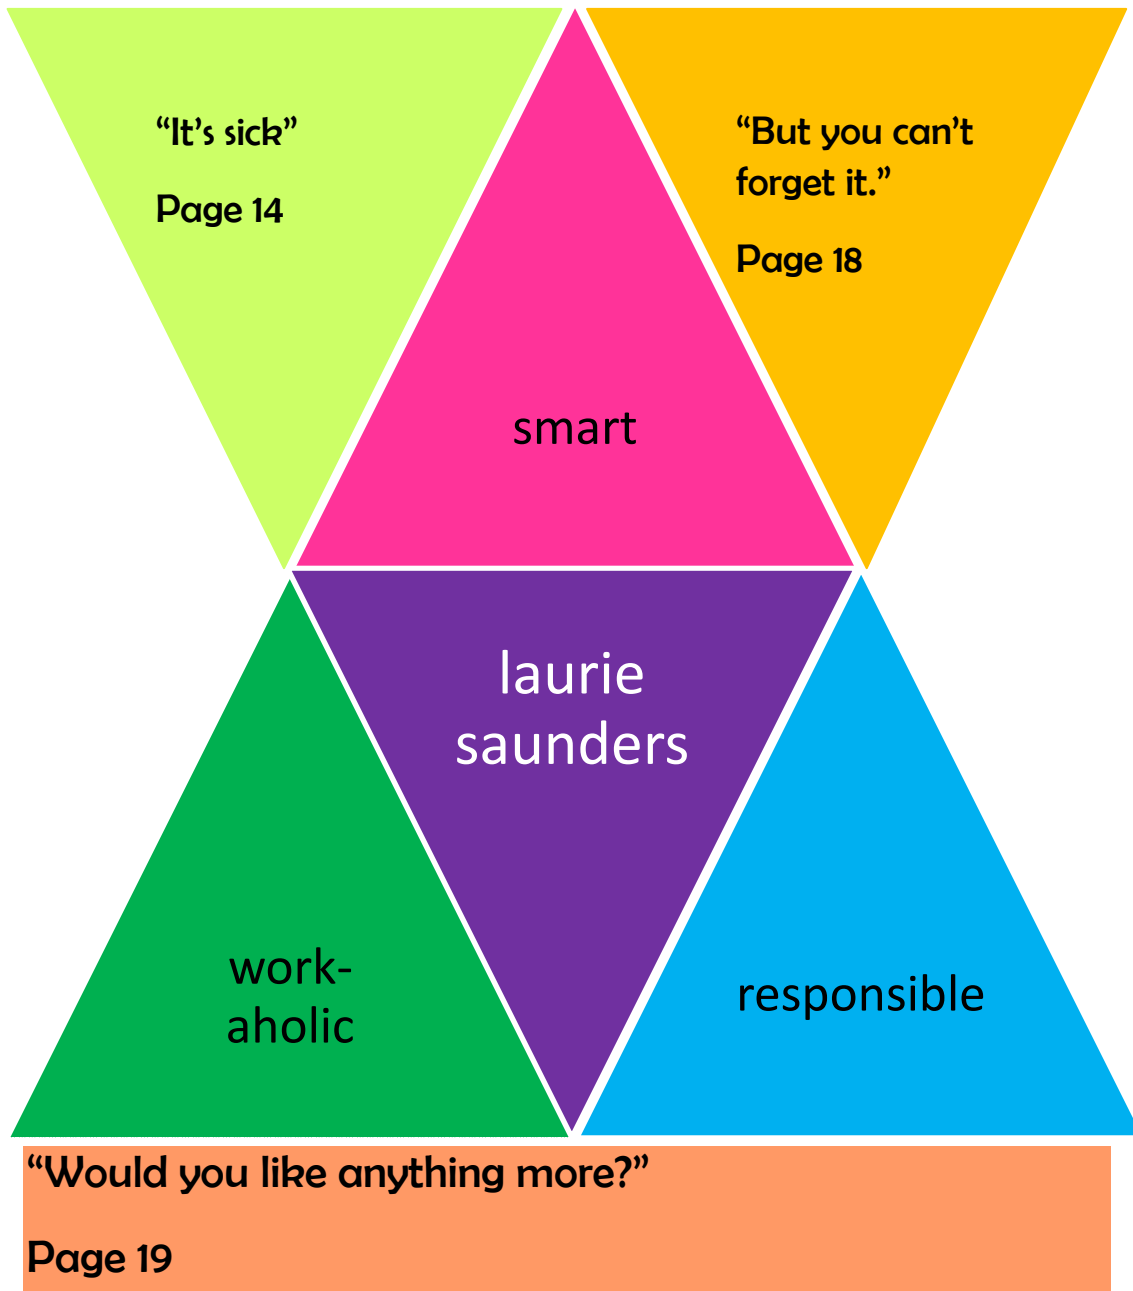 “It’s sick”
Page 14
“But you can’t
forget it.”
Page 18
smart
laurie
saunders
work-
aholic
responsible
“Would you like anything more?”
Page 19